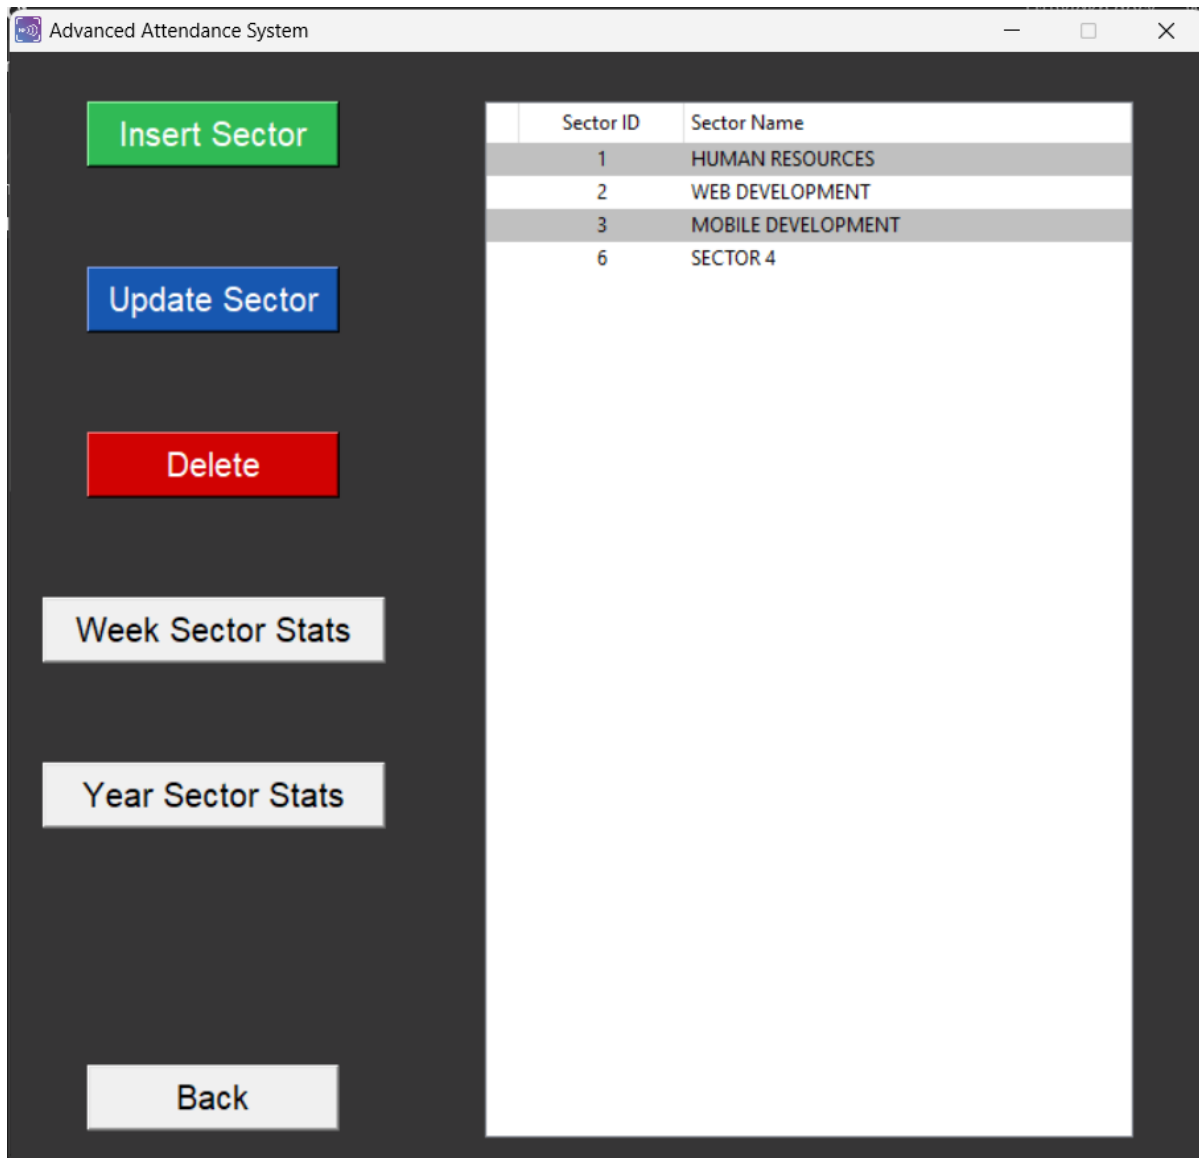 Advanced Attendance System
Insert Sector
Update Sector
Delete
Week Sector Stats
Year Sector Stats
Back
Sector ID Sector Name
1 HUMAN RESOURCES
2 WEB DEVELOPMENT
3 MOBILE DEVELOPMENT
6 SECTOR 4